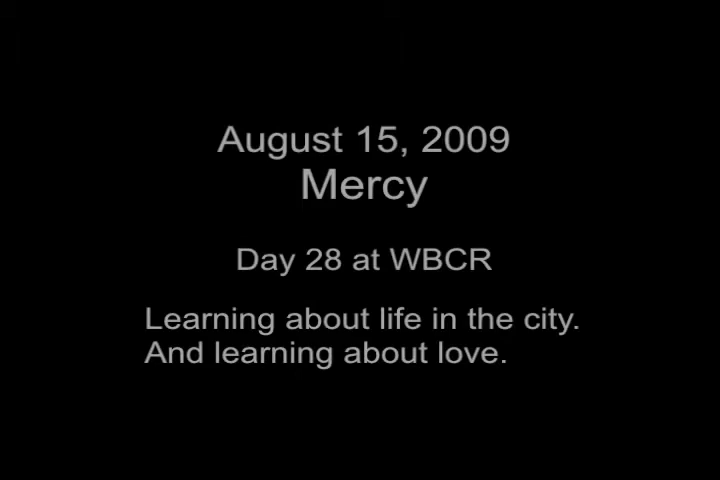 August 15, 2009
Mercy
Day 28 at WBCR
Learning about life in the city.
And learning about love.